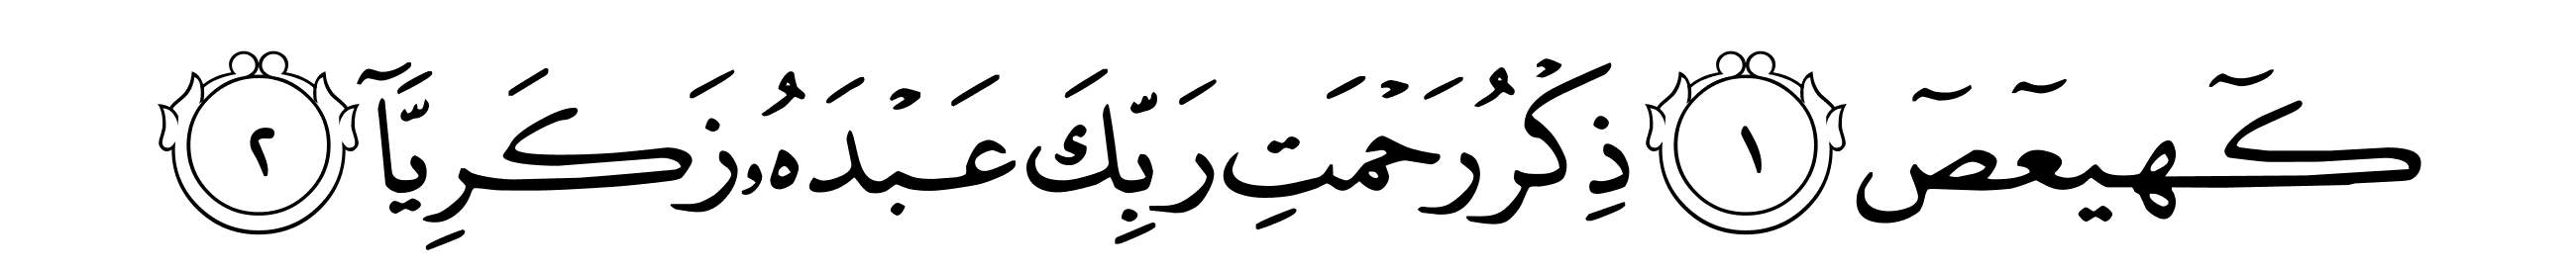 كٓهيعٓصٓ ١ ذِكْرُ رَحْمَتِ رَبِّكَ عَبْدَهُۥ زَكَرِيَّآ ٢